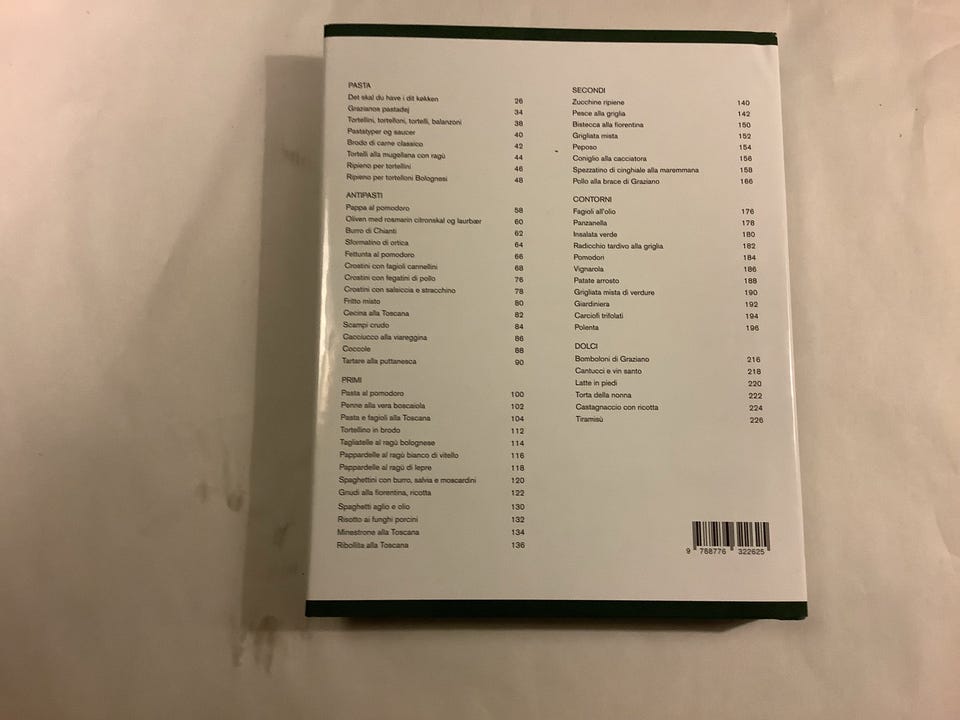 PASTA
Det skal du have i dit køkken 26
Grazianos pastadej 34
Tortellini, tortelloni, tortelli, balanzoni 38
Pastatyper og saucer 40
Brodo di carne classico 42
Tortelli alla mugellana con ragù 44
Ripieno per tortellini 46
Ripieno per tortelloni Bolognesi 48
ANTIPASTI
Pappa al pomodoro 58
Oliven med rosmarin citronskal og laurbær 60
Burro di Chianti 62
Sformatino di ortica 64
Fettunta al pomodoro 66
Crostini con fagioli cannellini 68
Crostini con fegatini di pollo 76
Crostini con salsiccia e stracchino 78
Fritto misto 80
Cecina alla Toscana 82
Scampi crudo 84
Cacciucco alla viareggina 86
Coccole 88
Tartare alla puttanesca 90
PRIMI
Pasta al pomodoro 100
Penne alla vera boscaiola 102
Pasta e fagioli alla Toscana 104
Tortellino in brodo 112
Tagliatelle al ragù bolognese 114
Pappardelle al ragù bianco di vitello 116
Pappardelle al ragù di lepre 118
Spaghettini con burro, salvia e moscardini 120
Gnudi alla fiorentina, ricotta 122
Spaghetti aglio e olio 130
Risotto ai funghi porcini 132
Minestrone alla Toscana 134
Ribollita alla Toscana 136
SECONDI
Zucchine ripiene 140
Pesce alla griglia 142
Bistecca alla fiorentina 150
Grigliata mista 152
Peposo 154
Coniglio alla cacciatora 156
Spezzatino di cinghiale alla maremmana 158
Pollo alla brace di Graziano 166
CONTORNI
Fagioli all'olio 176
Panzanella 178
Insalata verde 180
Radicchio tardivo alla griglia 182
Pomodori 184
Vignarola 186
Patate arrosto 188
Grigliata mista di verdure 190
Giardiniera 192
Carciofi trifolati 194
Polenta 196
DOLCI
Bomboloni di Graziano 216
Cantucci e vin santo 218
Latte in piedi 220
Torta della nonna 222
Castagnaccio con ricotta 224
Tiramisù 226
9 788776 322625